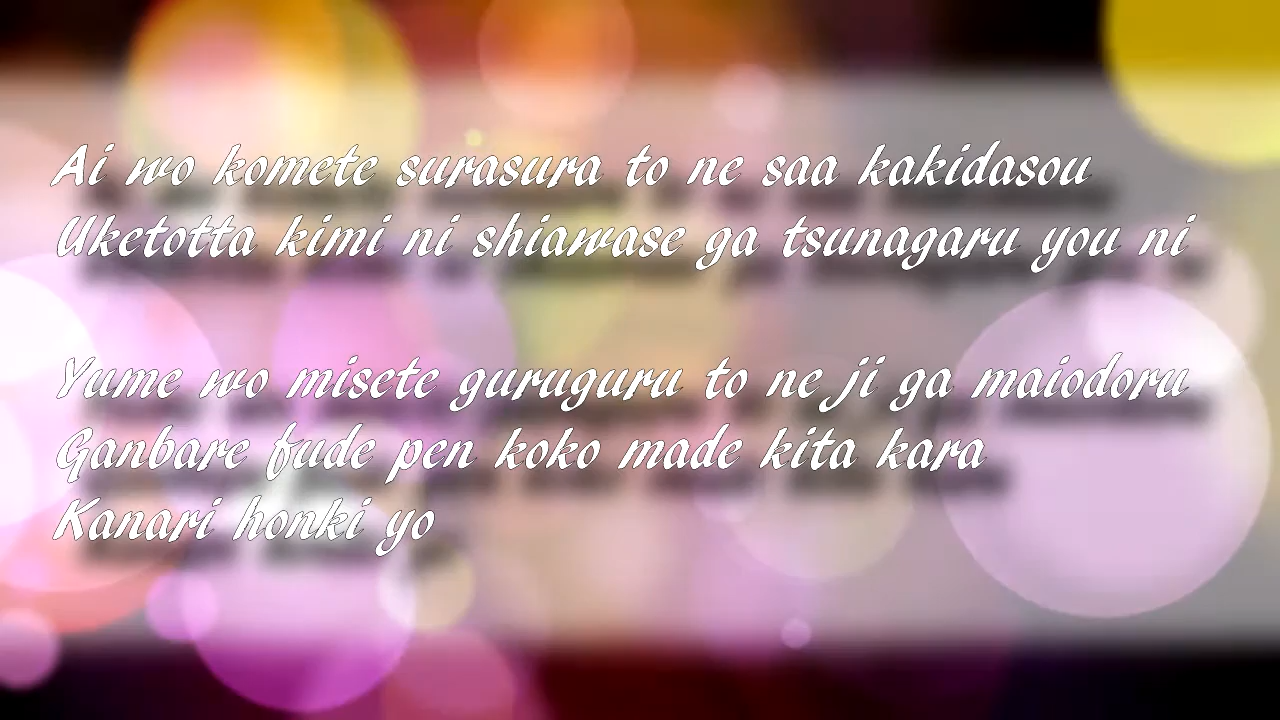 Ai wo komete surasura to ne saa kakidasou
Uketotta kimi ni shiawase ga tsunagaru you ni
Yume wo misete guruguru to ne ji ga maiodoru
Ganbare fude pen koko made kita kara
Kanari honki yo